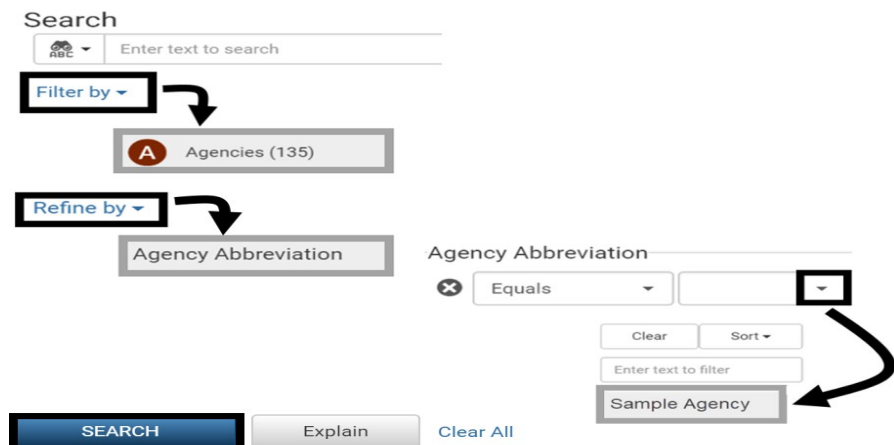 Search
ABC Enter text to search
Filter by
A Agencies (135)
Refine by
Agency Abbreviation
Agency Abbreviation
Equals
Clear Sort
Enter text to filter
Sample Agency
SEARCH Explain Clear All